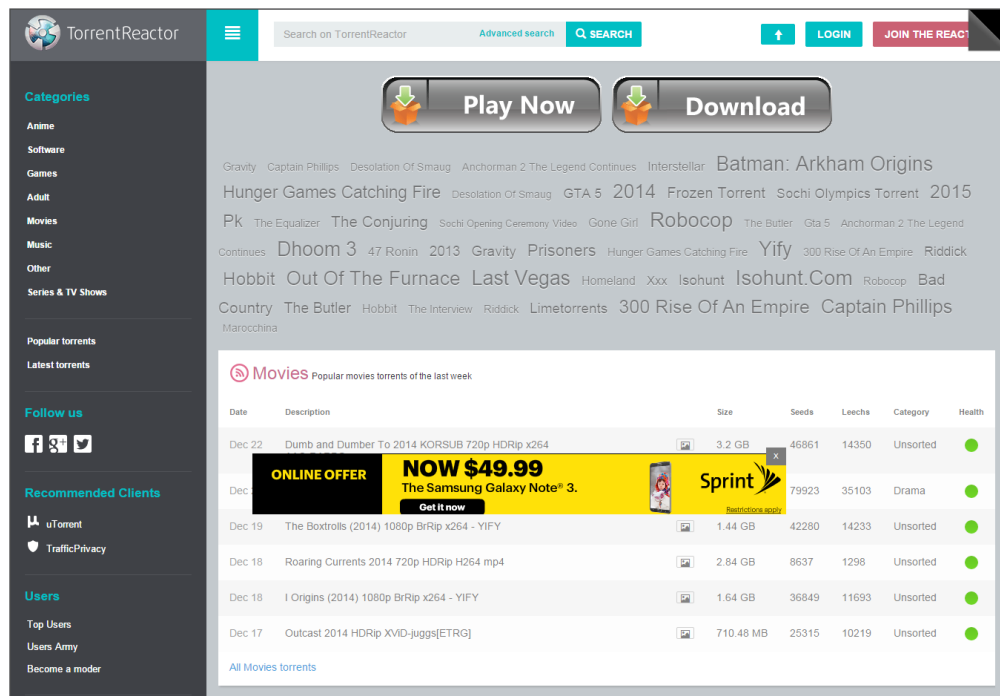 TorrentReactor
Search on TorrentReactor Advanced search SEARCH LOGIN JOIN THE REACT
Categories
Anime
Software
Games
Adult
Movies
Music
Other
Series & TV Shows
Popular torrents
Latest torrents
Follow us
Recommended Clients
uTorrent
TrafficPrivacy
Users
Top Users
Users Army
Become a moder
Play Now Download
Gravity Captain Phillips Desolation Of Smaug Anchorman 2 The Legend Continues Interstellar Batman: Arkham Origins
Hunger Games Catching Fire Desolation Of Smaug GTA 5 2014 Frozen Torrent Sochi Olympics Torrent 2015
Pk The Equalizer The Conjuring Sochi Opening Ceremony Video Gone Girl Robocop The Butler Gta 5 Anchorman 2 The Legend
Continues Dhoom 3 47 Ronin 2013 Gravity Prisoners Hunger Games Catching Fire Yify 300 Rise Of An Empire Riddick
Hobbit Out Of The Furnace Last Vegas Homeland Xxx Isohunt Isohunt.Com Robocop Bad
Country The Butler Hobbit The Interview Riddick Limetorrents 300 Rise Of An Empire Captain Phillips
Marocchina
Movies Popular movies torrents of the last week
Date Description Size Seeds Leechs Category Health
Dec 22 Dumb and Dumber To 2014 KORSUB 720p HDRip x264 3.2 GB 46861 14350 Unsorted
x
ONLINE OFFER NOW $49.99
The Samsung Galaxy Note® 3.
Get it now
Sprint
Restrictions apply
Dec 79923 35103 Drama
Dec 19 The Boxtrolls (2014) 1080p BrRip x264 - YIFY 1.44 GB 42280 14233 Unsorted
Dec 18 Roaring Currents 2014 720p HDRip H264 mp4 2.84 GB 8637 1298 Unsorted
Dec 18 I Origins (2014) 1080p BrRip x264 - YIFY 1.64 GB 36849 11693 Unsorted
Dec 17 Outcast 2014 HDRip XViD-juggs[ETRG] 710.48 MB 25315 10219 Unsorted
All Movies torrents